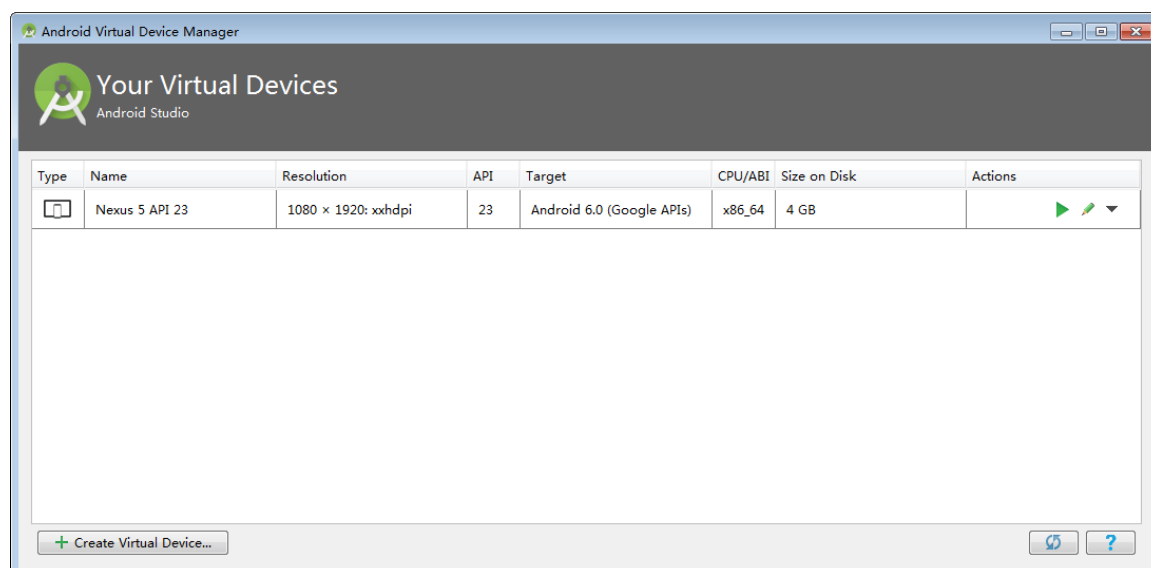 Android Virtual Device Manager
Your Virtual Devices
Android Studio
Type Name Resolution API Target CPU/ABI Size on Disk Actions
Nexus 5 API 23 1080 × 1920: xxhdpi 23 Android 6.0 (Google APIs) x86_64 4 GB
Create Virtual Device...
?